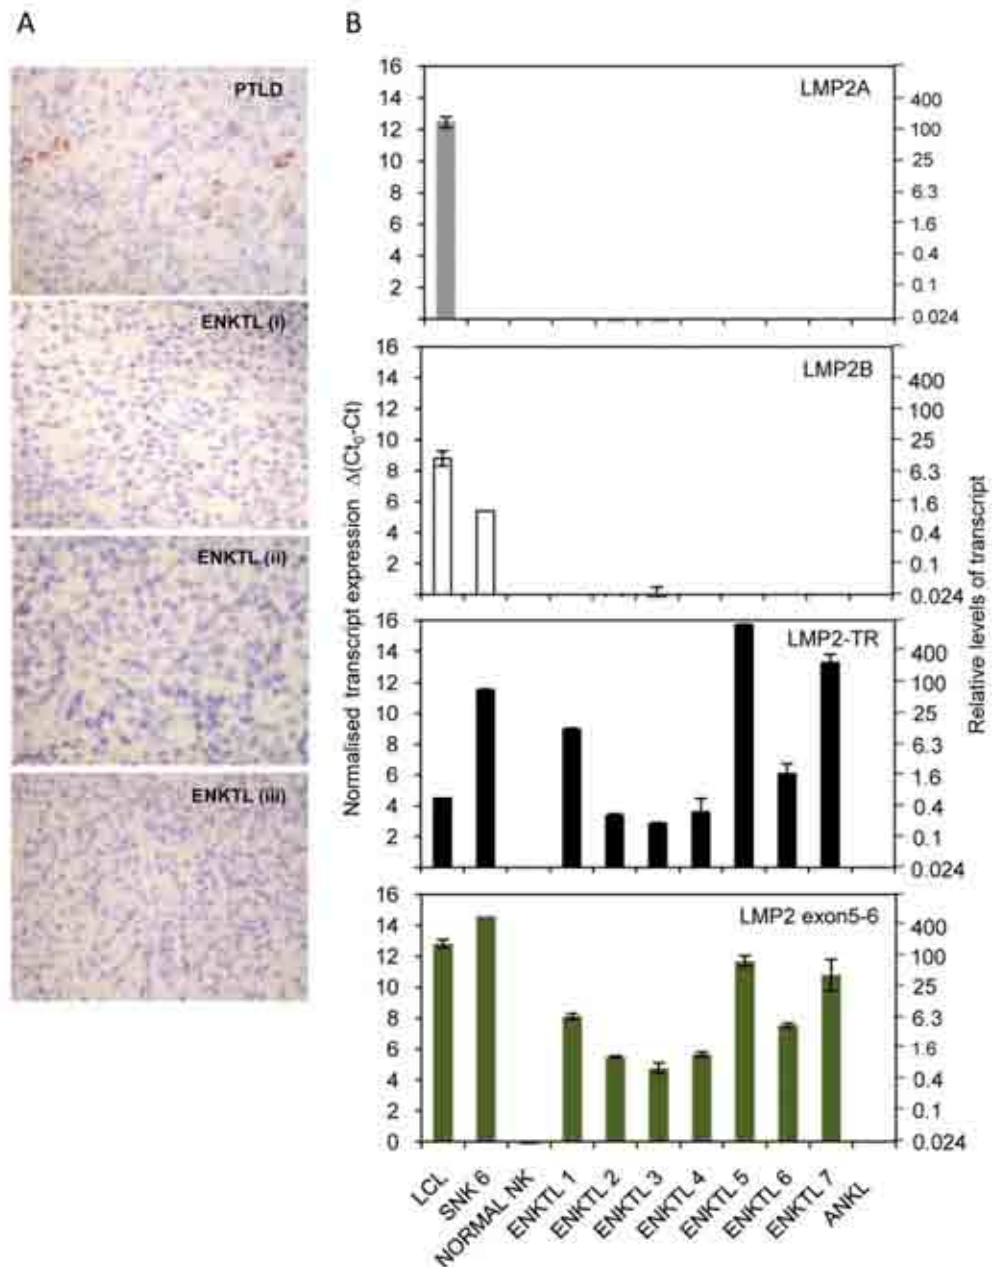 A
B
PTLD
ENKTL (i)
ENKTL (ii)
ENKTL (iii)
Normalised transcript expression Δ(Ct₀-Ct)
Relative levels of transcript
LMP2A
16
14
12
10
8
6
4
2
400
100
25
6.3
1.6
0.4
0.1
0.024
LMP2B
16
14
12
10
8
6
4
2
400
100
25
6.3
1.6
0.4
0.1
0.024
LMP2-TR
16
14
12
10
8
6
4
2
400
100
25
6.3
1.6
0.4
0.1
0.024
LMP2 exon5-6
16
14
12
10
8
6
4
2
0
400
100
25
6.3
1.6
0.4
0.1
0.024
LCL
SNK 6
NORMAL NK
ENKTL 1
ENKTL 2
ENKTL 3
ENKTL 4
ENKTL 5
ENKTL 6
ENKTL 7
ANKL